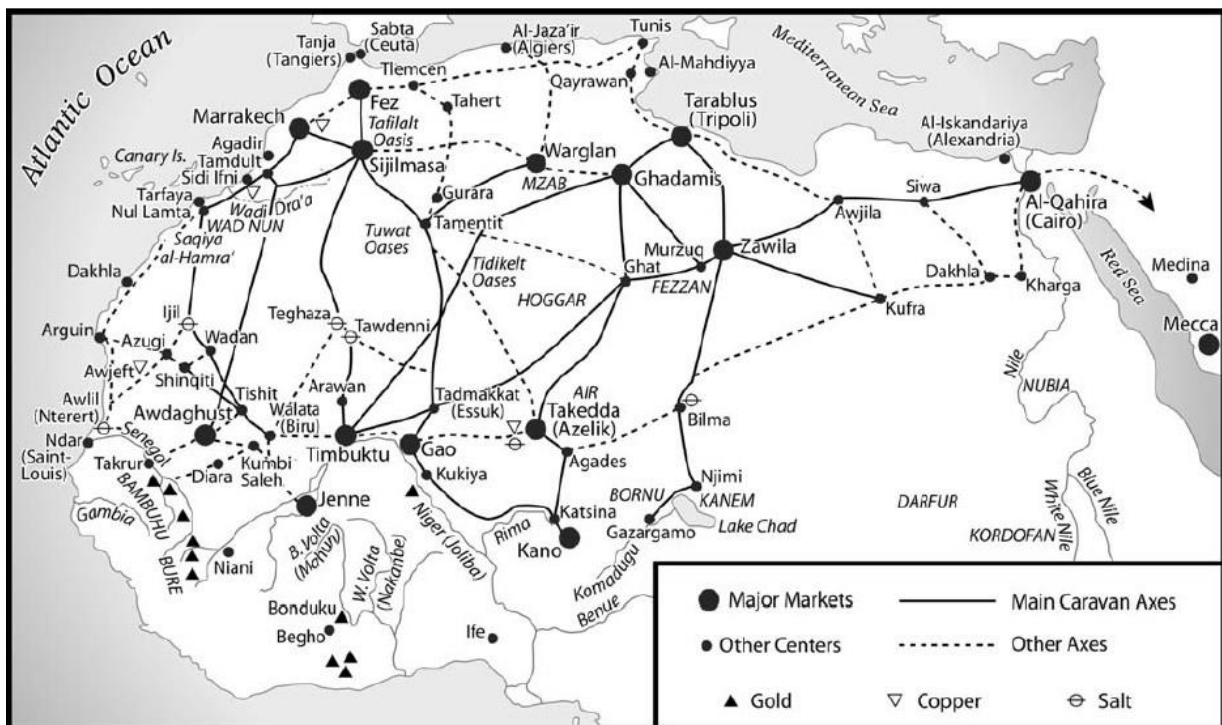 Atlantic Ocean
Tanja
(Tangiers)
Sabta
(Ceuta)
Al-Jaza'ir
(Algiers)
Tunis
Tlemcen
Qayrawan
Al-Mahdiyya
Mediterranean Sea
Fez
Tahert
Tarablus
(Tripoli)
Marrakech
Tafilalt
Oasis
Al-Iskandariya
(Alexandria)
Canary Is.
Agadir
Tamdult
Sijilmasa
Warglan
MZAB
Ghadamis
Sidi Ifni
Siwa
Al-Qahira
(Cairo)
Tarfaya
Nul Lamta
Wadi Dra'a
WAD NUN
Gurara
Tamentit
Awjila
Saqiya
al-Hamra'
Tuwat
Oases
Murzuq
Zawila
Tidikelt
Oases
Ghat
FEZZAN
Dakhla
Dakhla
Kharga
Red Sea
Medina
HOGGAR
Kufra
Ijil
Teghaza
Tawdenni
Mecca
Arguin
Azugi
Wadan
Nile
NUBIA
Awjeft
Shinqiti
Tishit
Arawan
Tadmakkat
(Essuk)
AIR
Takedda
(Azelik)
Bilma
Awlil
(Nterert)
Awdaghust
Walata
(Biru)
Ndar
(Saint-
Louis)
Senegal
Takrur
Diara
Kumbi
Saleh
Timbuktu
Gao
Kukiya
Agades
Njimi
BAMBUHU
Gambia
Jenne
Katsina
BORNU
KANEM
DARFUR
Blue Nile
White Nile
Gazargamo
Lake Chad
KORDOFAN
BURE
Niani
B. Volta
(Mohun)
W. Volta
(Nakanbe)
Niger (Joliba)
Rima
Kano
Komadugu
Benue
Bonduku
Begho
Ife
Major Markets
Main Caravan Axes
Other Centers
Other Axes
Gold
Copper
Salt